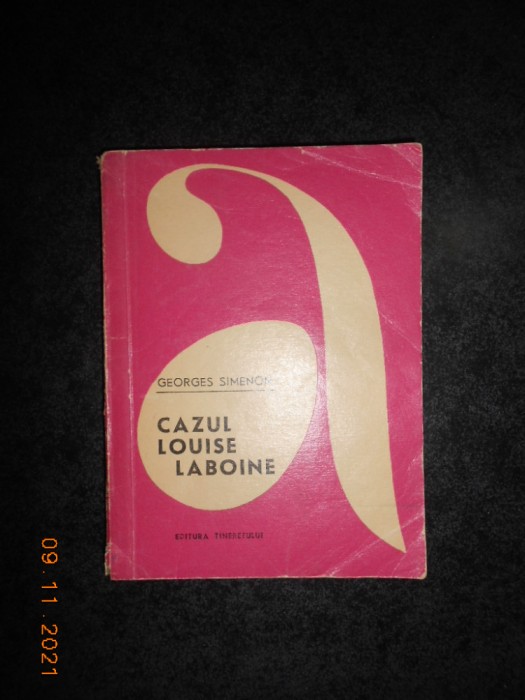 a
GEORGES SIMENON
CAZUL
LOUISE
LABOINE
EDITURA TINERETULUI
09.11.2021